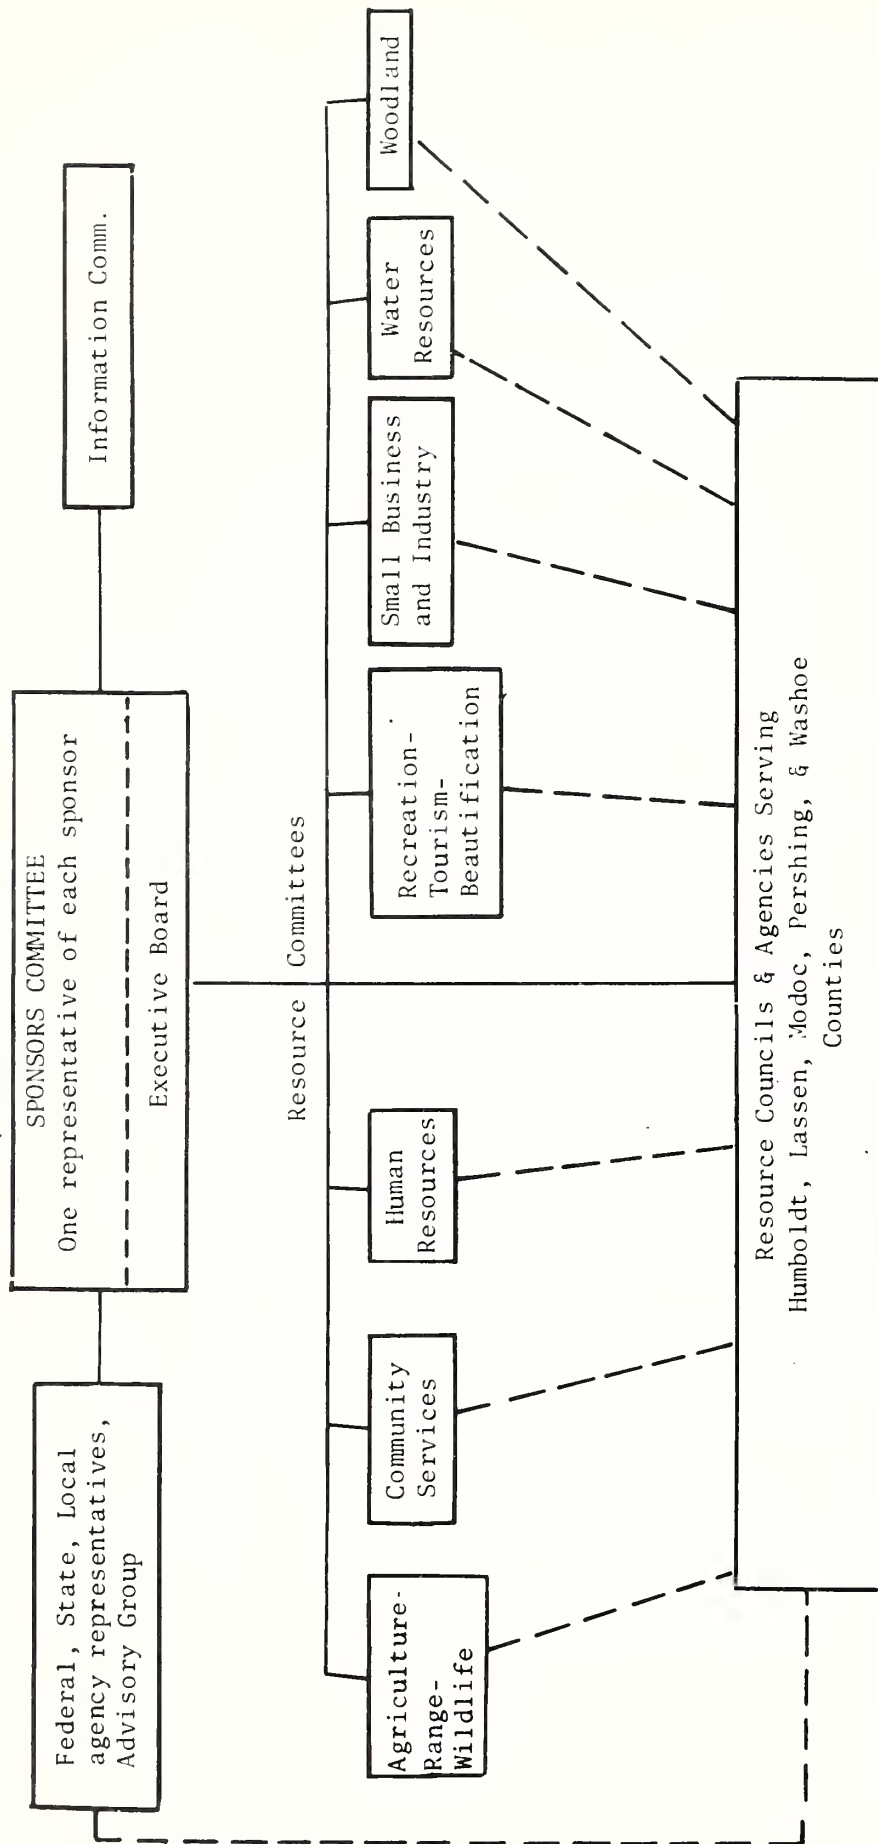 SPONSORS COMMITTEE
One representative of each sponsor
Executive Board
Federal, State, Local
agency representatives,
Advisory Group
Information Comm.
Resource Committees
Agriculture-
Range-
Wildlife
Community
Services
Human
Resources
Recreation-
Tourism-
Beautification
Small Business
and Industry
Water
Resources
Woodland
Resource Councils & Agencies Serving
Humboldt, Lassen, Modoc, Pershing, & Washoe
Counties